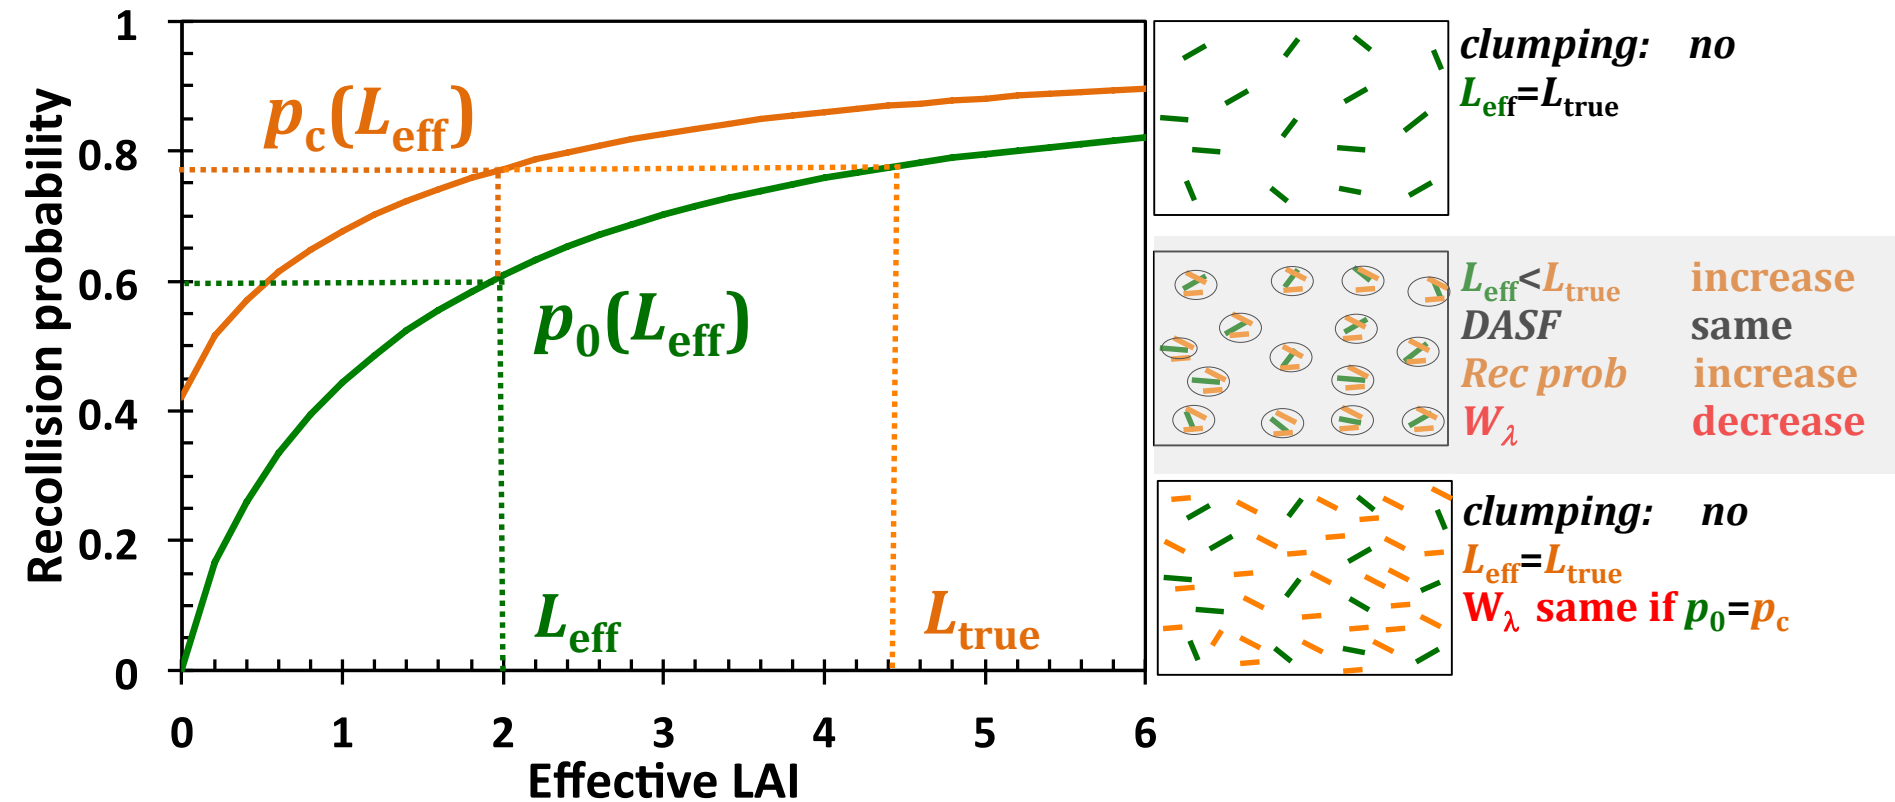 Recollision probability
1
0.8
0.6
0.4
0.2
0
0 1 2 3 4 5 6
Effective LAI
pc(Leff)
p0(Leff)
Leff
Ltrue
clumping: no
Leff=Ltrue
Leff<Ltrue increase
DASF same
Rec prob increase
Wλ decrease
clumping: no
Leff=Ltrue
Wλ same if p0=pc